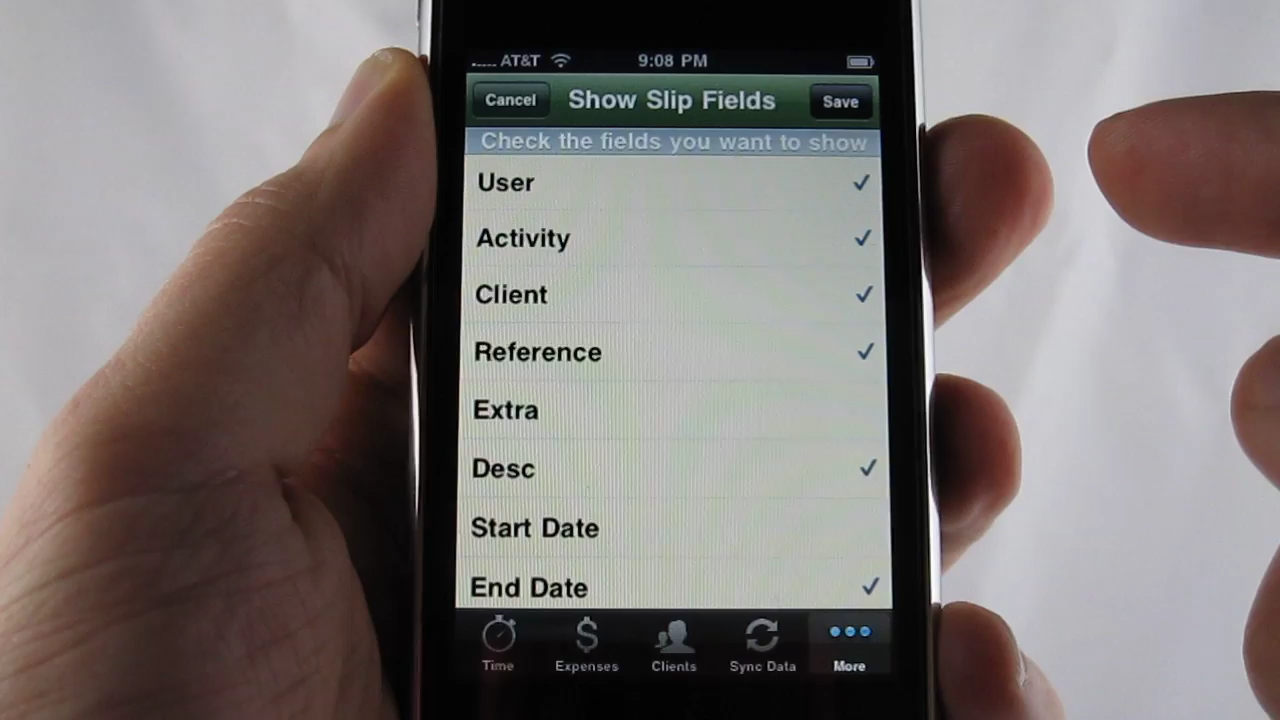 AT&T 9:08 PM
Cancel Show Slip Fields Save
Check the fields you want to show
User
Activity
Client
Reference
Extra
Desc
Start Date
End Date
Time Expenses Clients Sync Data More